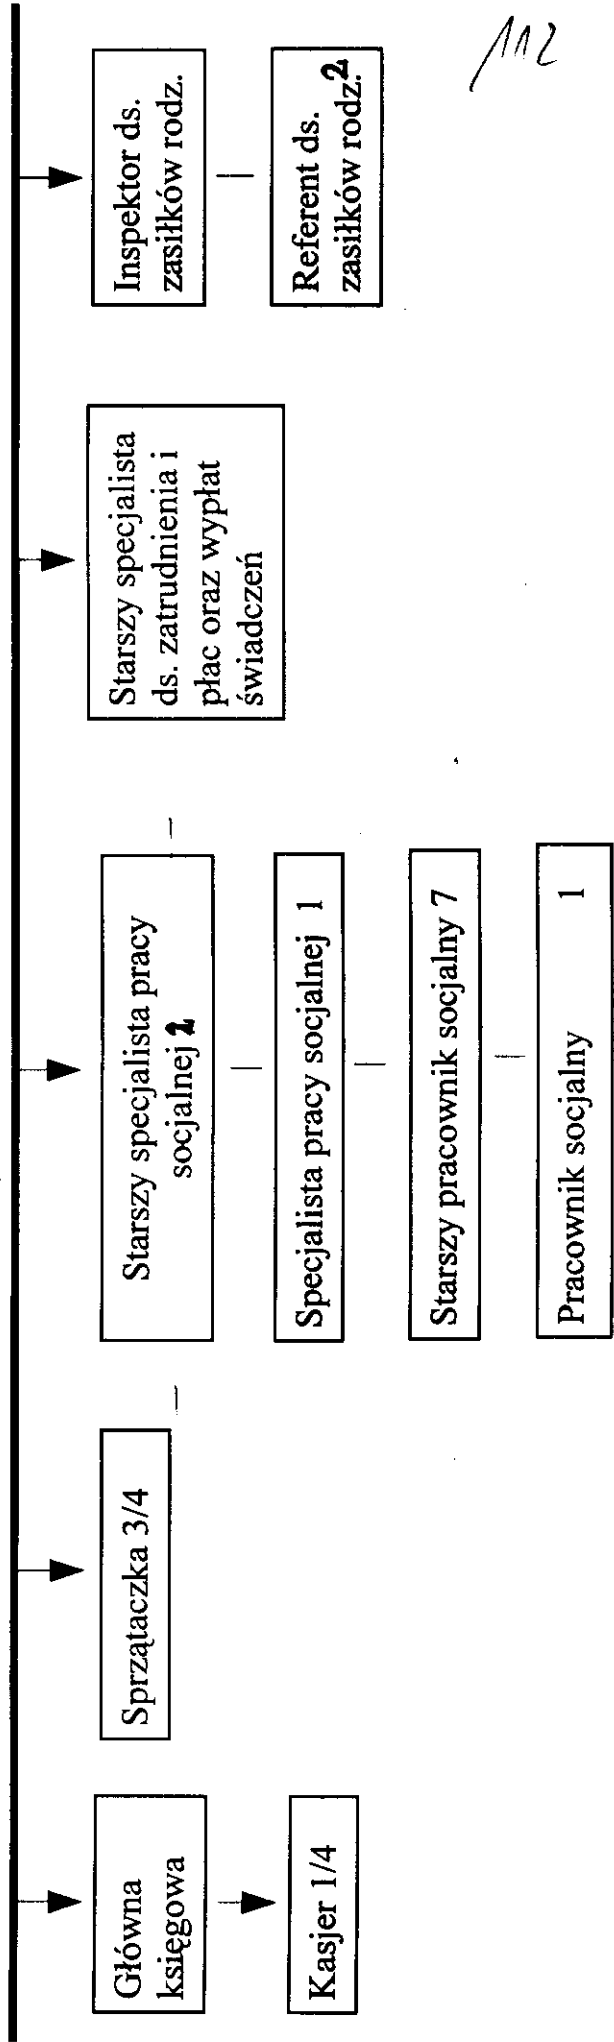 Główna
księgowa
Kasjer 1/4
Sprzątaczka 3/4
Starszy specjalista pracy
socjalnej 2
Specjalista pracy socjalnej 1
Starszy pracownik socjalny 7
Pracownik socjalny 1
Starszy specjalista
ds. zatrudnienia i
płac oraz wypłat
świadczeń
Inspektor ds.
zasiłków rodz.
Referent ds.
zasiłków rodz. 2
112